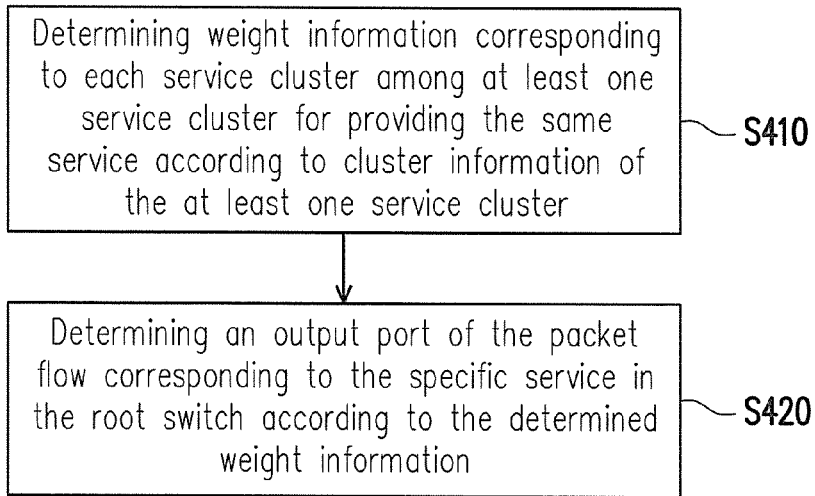 Determining weight information corresponding
to each service cluster among at least one
service cluster for providing the same
service according to cluster information of
the at least one service cluster
S410
Determining an output port of the packet
flow corresponding to the specific service in
the root switch according to the determined
weight information
S420